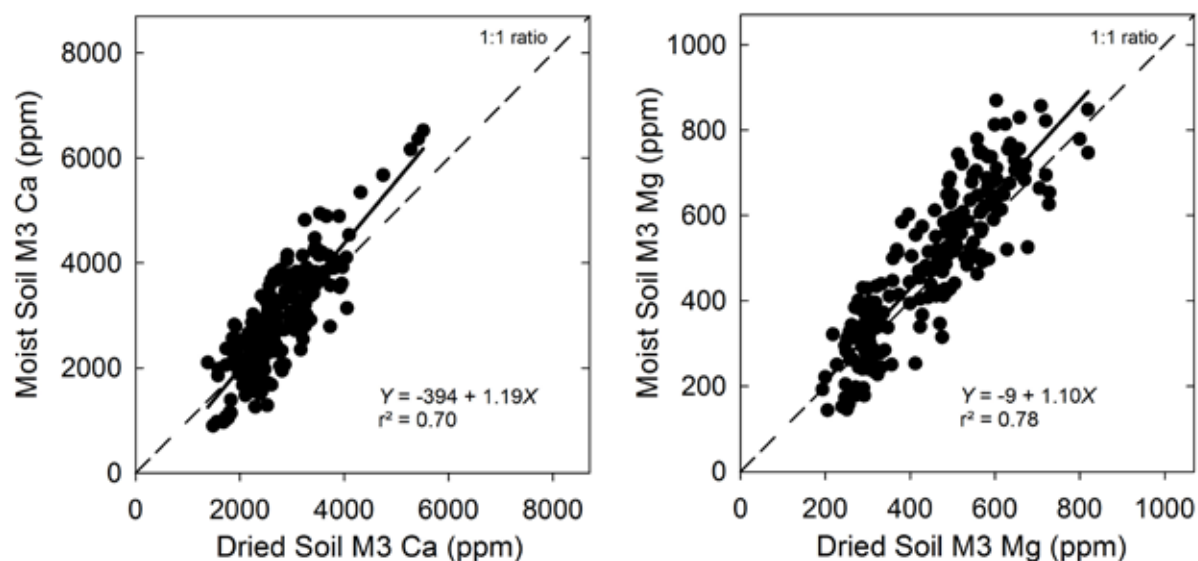 8000
6000
4000
2000
0
Moist Soil M3 Ca (ppm)
1:1 ratio
Y = -394 + 1.19X
r² = 0.70
0 2000 4000 6000 8000
Dried Soil M3 Ca (ppm)
1000
800
600
400
200
0
Moist Soil M3 Mg (ppm)
1:1 ratio
Y = -9 + 1.10X
r² = 0.78
0 200 400 600 800 1000
Dried Soil M3 Mg (ppm)